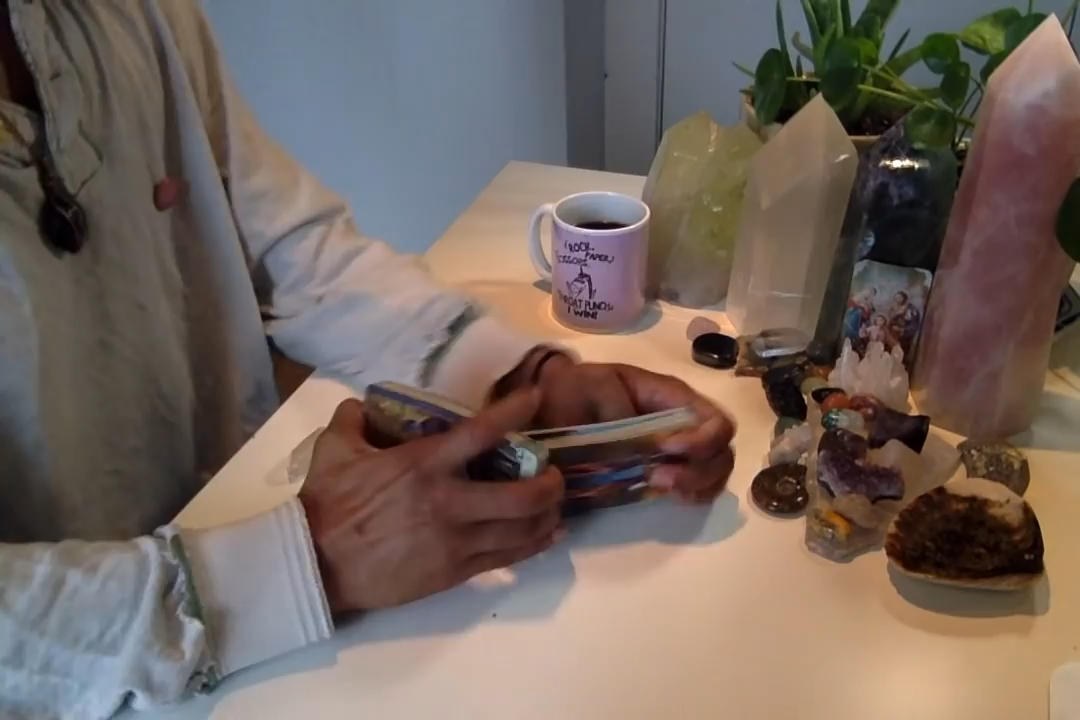 (ROCK,
SCISSORS, PAPER,)
THROAT PUNCH,
I WIN!